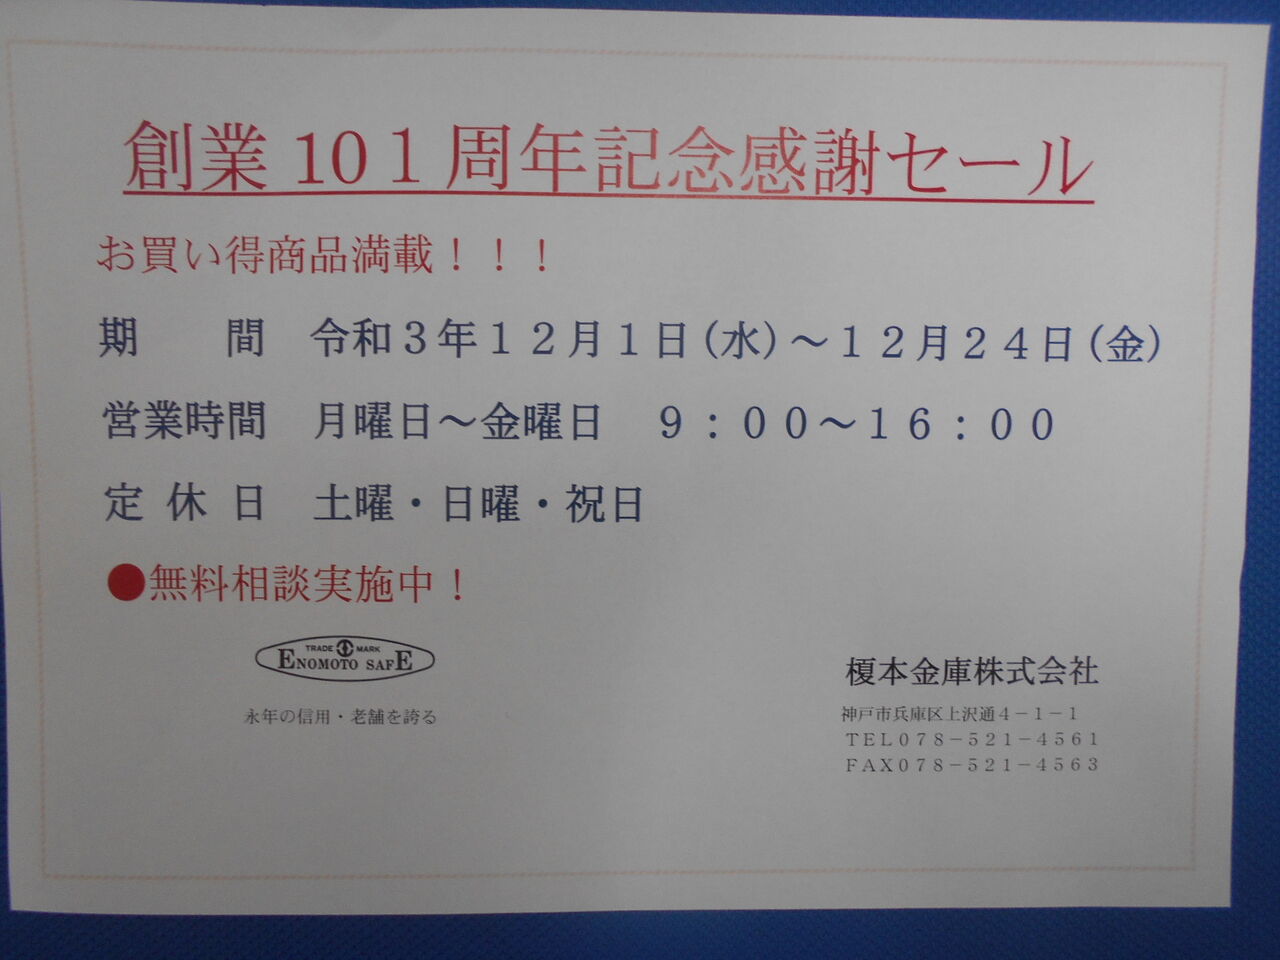 創業101周年記念感謝セール
お買い得商品満載！！！
期　　間　令和３年１２月１日（水）～１２月２４日（金）
営業時間　月曜日～金曜日　９：００～１６：００
定 休 日　土曜・日曜・祝日
●無料相談実施中！
TRADE MARK
ENOMOTO SAFE
永年の信用・老舗を誇る
榎本金庫株式会社
神戸市兵庫区上沢通４－１－１
ＴＥＬ０７８－５２１－４５６１
ＦＡＸ０７８－５２１－４５６３